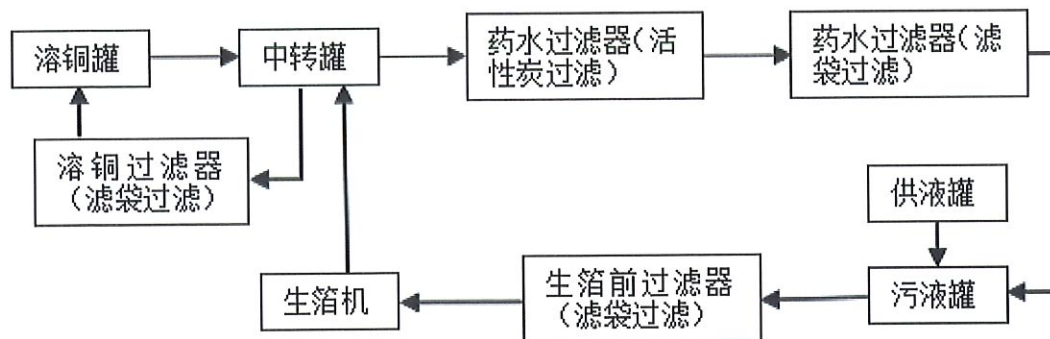 溶铜罐
中转罐
药水过滤器(活
性炭过滤)
药水过滤器(滤
袋过滤)
溶铜过滤器
(滤袋过滤)
供液罐
生箔机
生箔前过滤器
(滤袋过滤)
污液罐